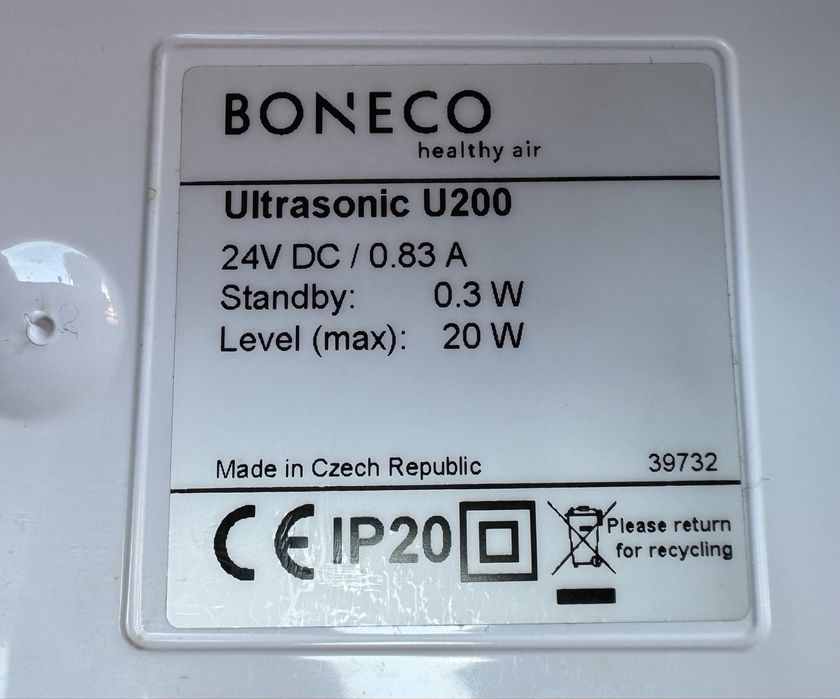 BONECO
healthy air
Ultrasonic U200
24V DC / 0.83 A
Standby: 0.3 W
Level (max): 20 W
Made in Czech Republic 39732
CE IP20 Please return
for recycling